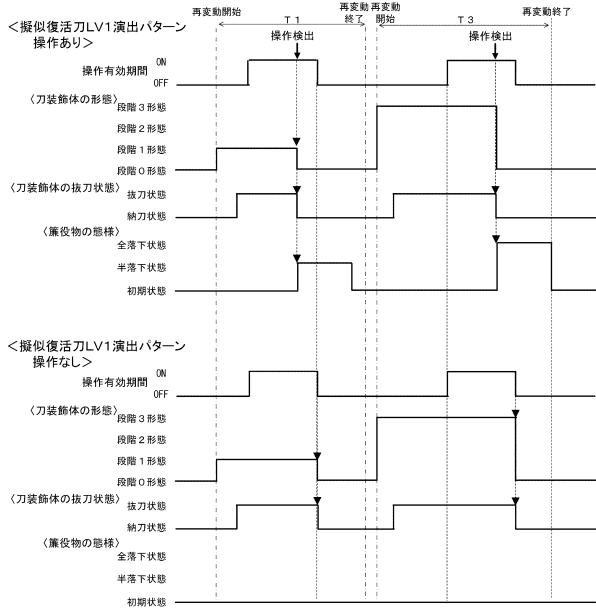 再変動開始
T1
再変動
終了
再変動
開始
T3
再変動終了
＜擬似復活刀LV1演出パターン
操作あり＞
操作検出
操作検出
操作有効期間
ON
OFF
〈刀装飾体の形態〉
段階3形態
段階2形態
段階1形態
段階0形態
〈刀装飾体の抜刀状態〉
抜刀状態
納刀状態
〈簾役物の態様〉
全落下状態
半落下状態
初期状態
＜擬似復活刀LV1演出パターン
操作なし＞
操作有効期間
ON
OFF
〈刀装飾体の形態〉
段階3形態
段階2形態
段階1形態
段階0形態
〈刀装飾体の抜刀状態〉
抜刀状態
納刀状態
〈簾役物の態様〉
全落下状態
半落下状態
初期状態